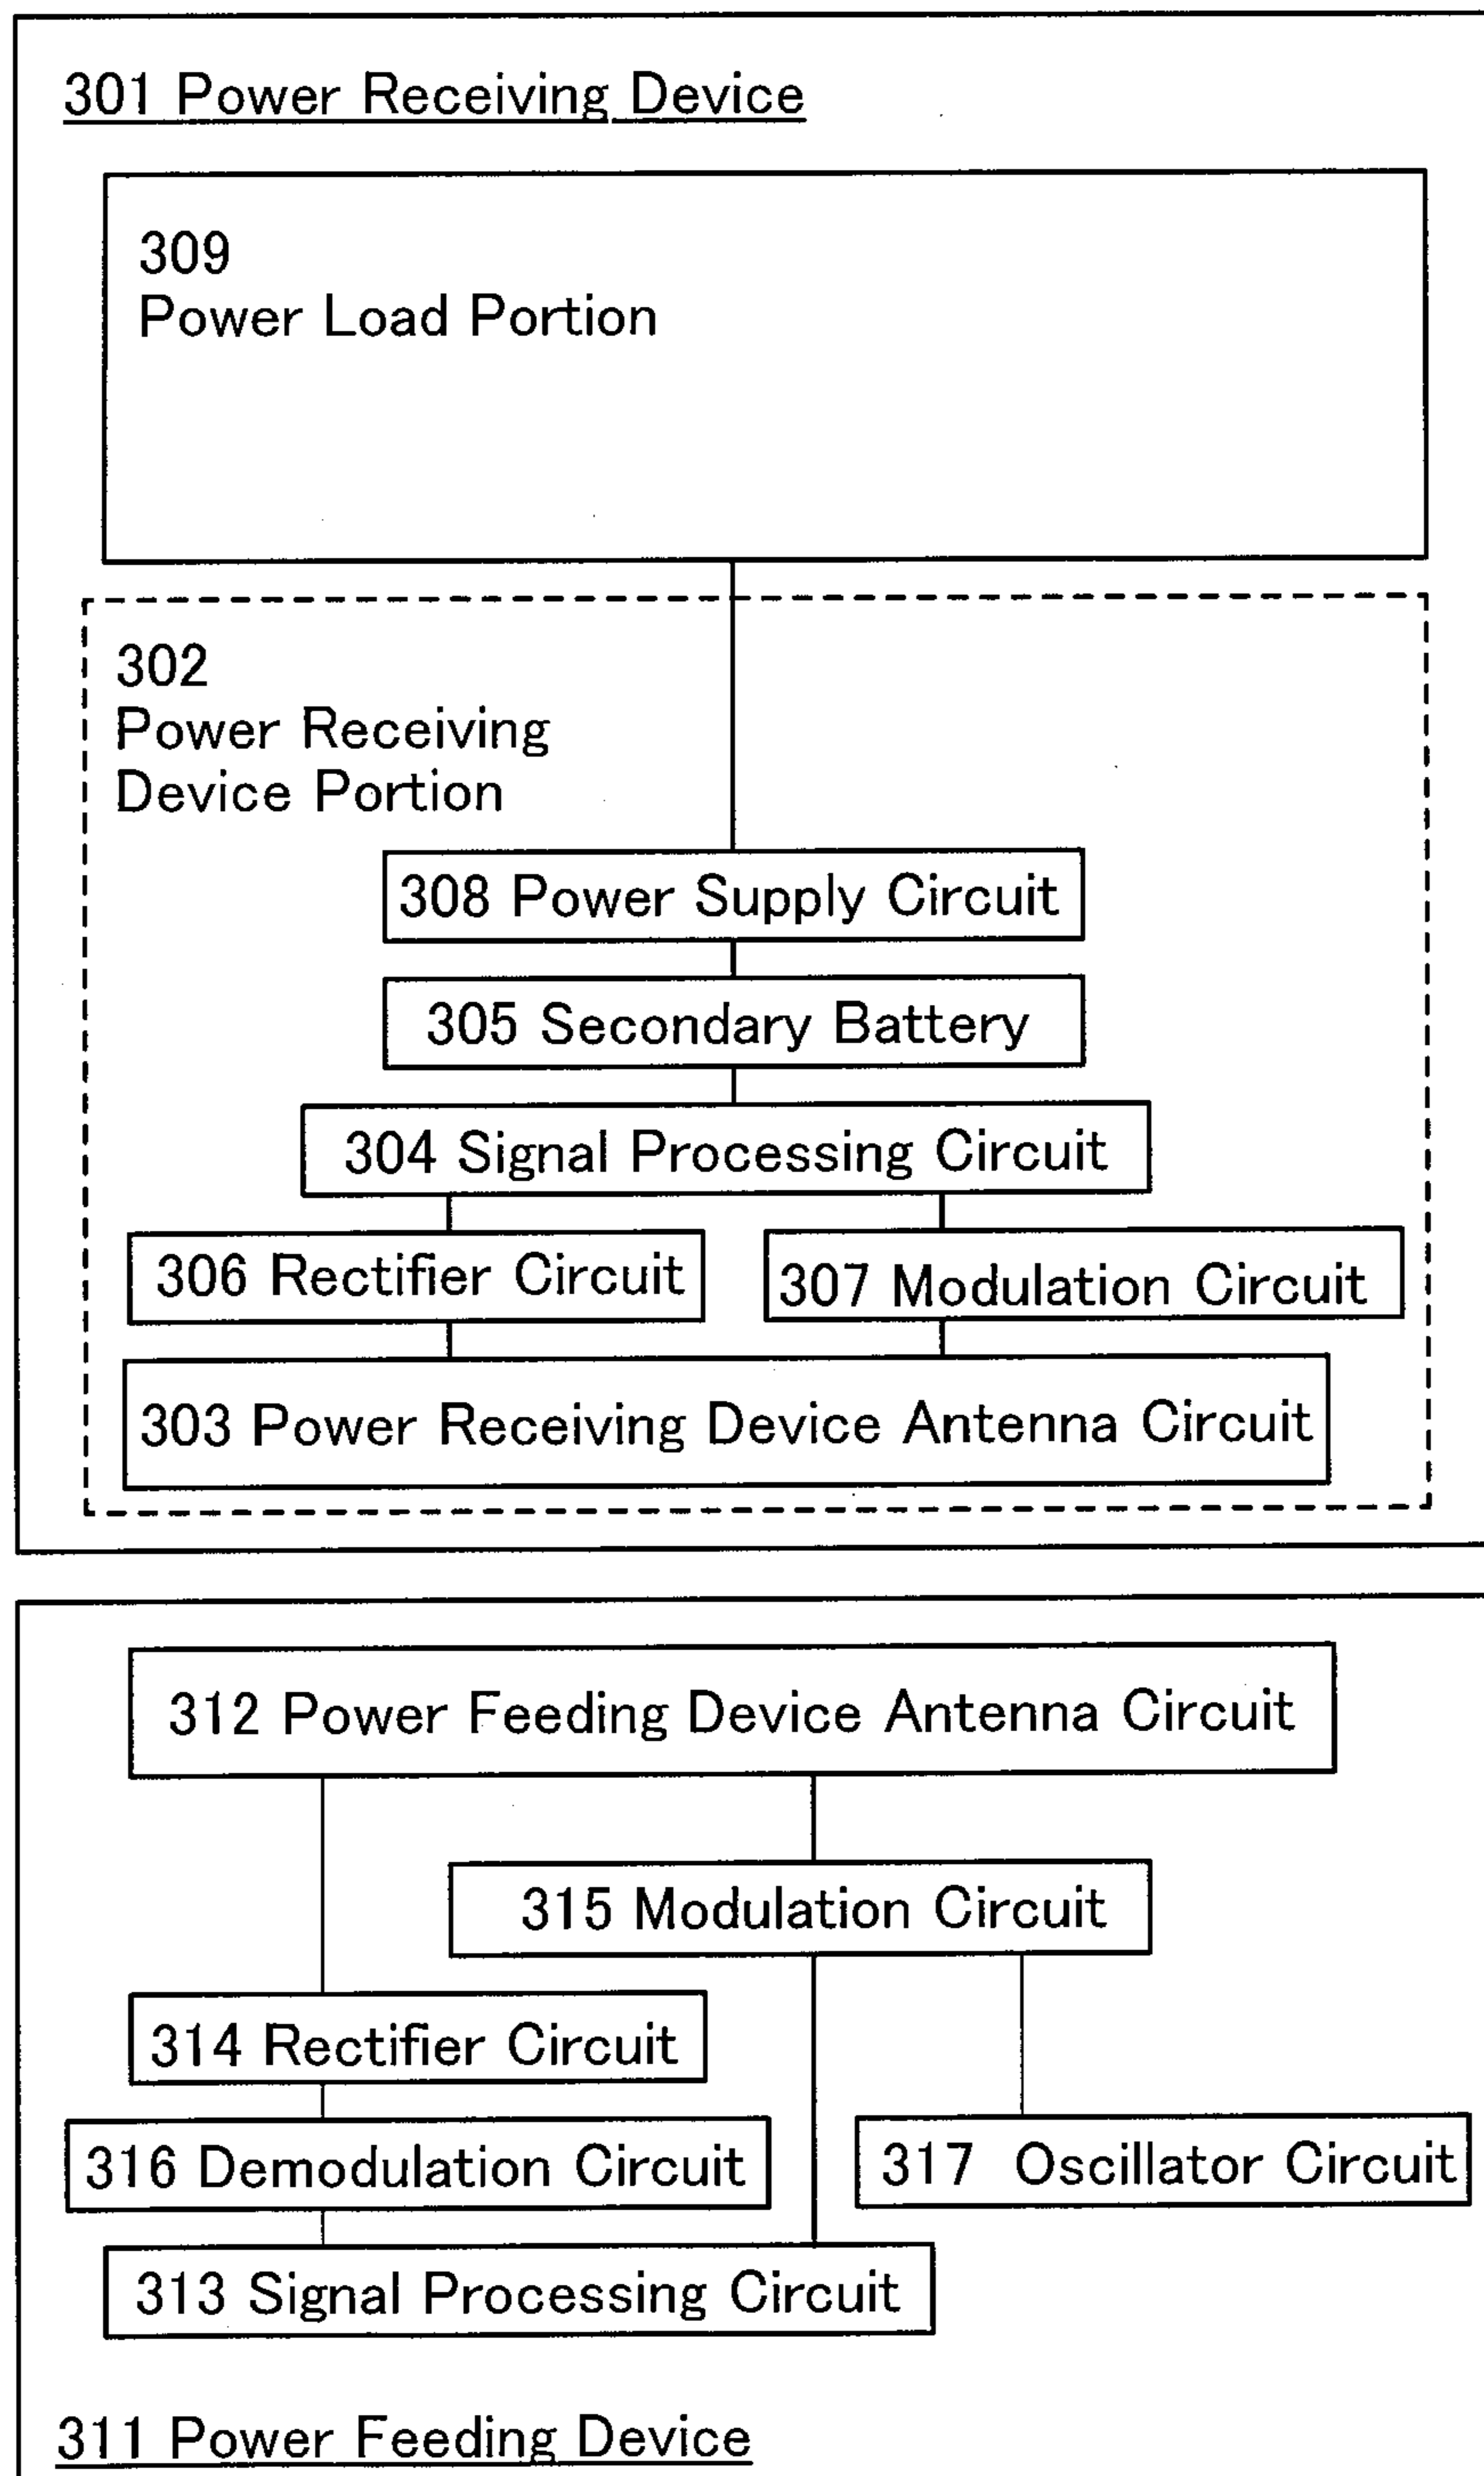 301 Power Receiving Device
309
Power Load Portion
302
Power Receiving
Device Portion
308 Power Supply Circuit
305 Secondary Battery
304 Signal Processing Circuit
306 Rectifier Circuit
307 Modulation Circuit
303 Power Receiving Device Antenna Circuit
312 Power Feeding Device Antenna Circuit
315 Modulation Circuit
314 Rectifier Circuit
316 Demodulation Circuit
317 Oscillator Circuit
313 Signal Processing Circuit
311 Power Feeding Device